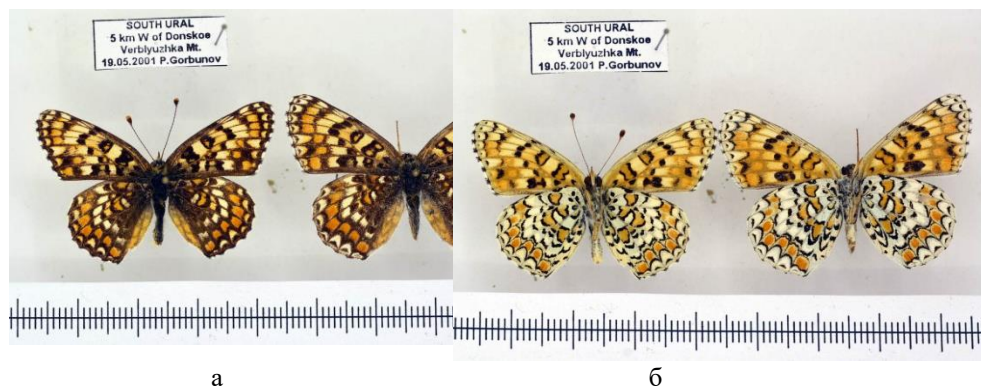 SOUTH URAL
5 km W of Donskoe
Verblyuzhka Mt.
19.05.2001 P.Gorbunov
SOUTH URAL
5 km W of Donskoe
Verblyuzhka Mt.
19.05.2001 P.Gorbunov
а
б